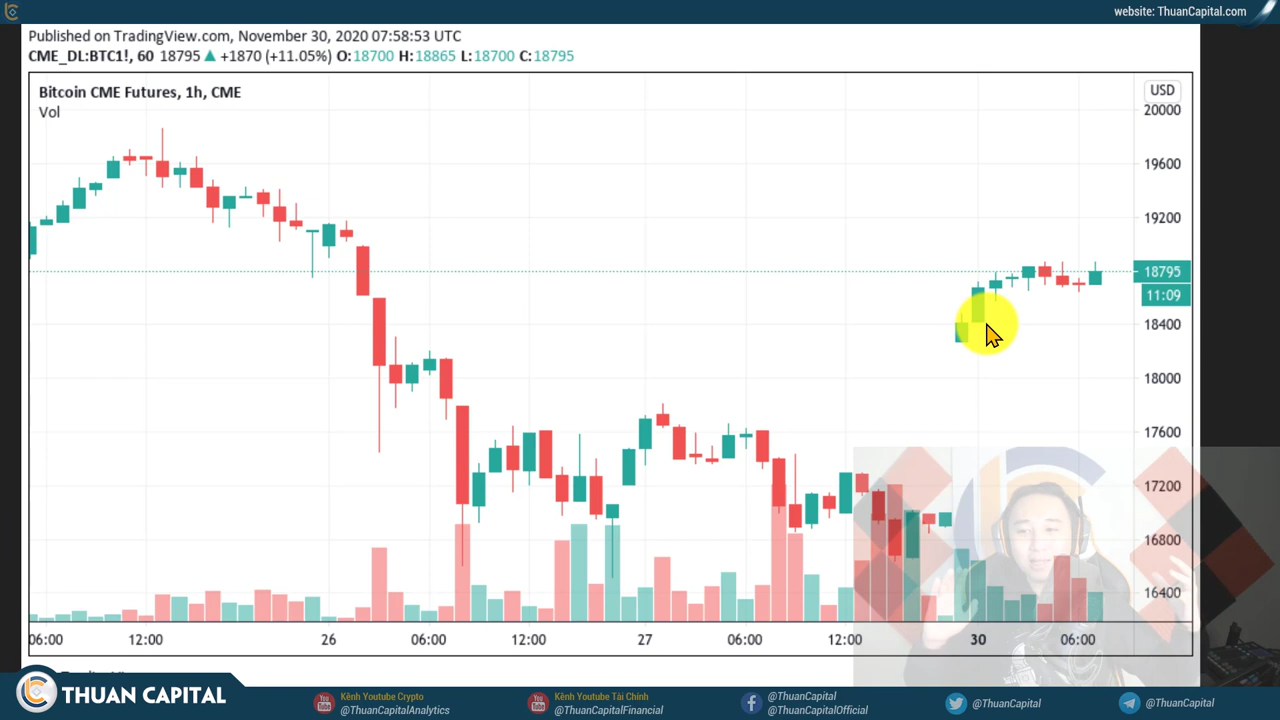 website: ThuanCapital.com
Published on TradingView.com, November 30, 2020 07:58:53 UTC
CME_DL:BTC1!, 60 18795 ▲ +1870 (+11.05%) O:18700 H:18865 L:18700 C:18795
Bitcoin CME Futures, 1h, CME
Vol
USD
20000
19600
19200
18795
11:09
18400
18000
17600
17200
16800
16400
06:00 12:00 26 06:00 12:00 27 06:00 12:00 30 06:00
THUAN CAPITAL
Kênh Youtube Crypto
@ThuanCapitalAnalytics
Kênh Youtube Tài Chính
@ThuanCapitalFinancial
@ThuanCapital
@ThuanCapitalOfficial
@ThuanCapital
@ThuanCapital